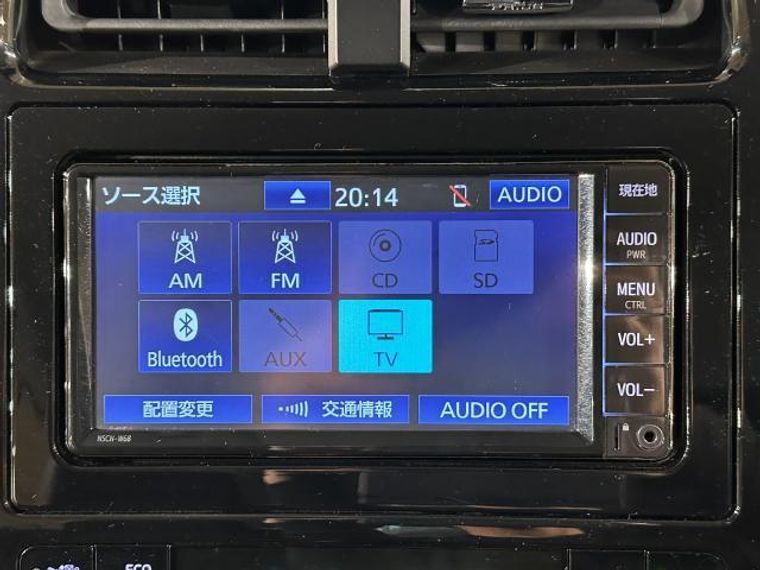 ソース選択 20:14 AUDIO
AM FM CD SD
Bluetooth AUX TV
配置変更 交通情報 AUDIO OFF
現在地
AUDIO
PWR
MENU
CTRL
VOL+
VOL-
NSCN-W68
ECO